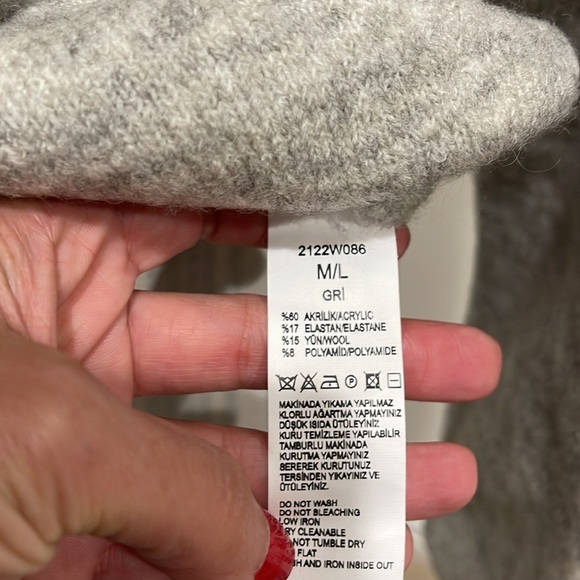 2122W086
M/L
GRİ
%60 AKRİLİK/ACRYLIC
%17 ELASTAN/ELASTANE
%15 YÜN/WOOL
%8 POLYAMİD/POLYAMIDE
MAKİNADA YIKAMA YAPILMAZ
KLORLU AĞARTMA YAPMAYINIZ
DÜŞÜK ISIDA ÜTÜLEYİNİZ.
KURU TEMİZLEME YAPILABİLİR
TAMBURLU MAKİNADA
KURUTMA YAPMAYINIZ
SEREREK KURUTUNUZ
TERSİNDEN YIKAYINIZ VE
ÜTÜLEYİNİZ.
DO NOT WASH
DO NOT BLEACHING
LOW IRON
RY CLEANABLE
NOT TUMBLE DRY
FLAT
SH AND IRON INSIDE OUT